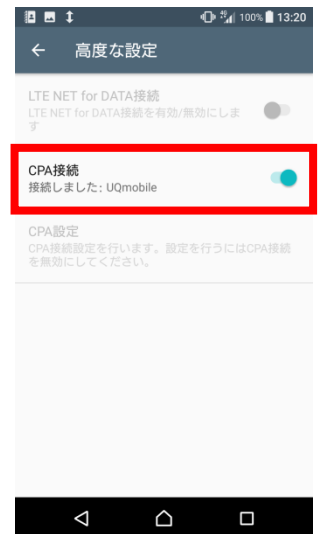 100% 13:20
高度な設定
LTE NET for DATA接続
LTE NET for DATA接続を有効/無効にしま
す
CPA接続
接続しました: UQmobile
CPA設定
CPA接続設定を行います。設定を行うにはCPA接続
を無効にしてください。